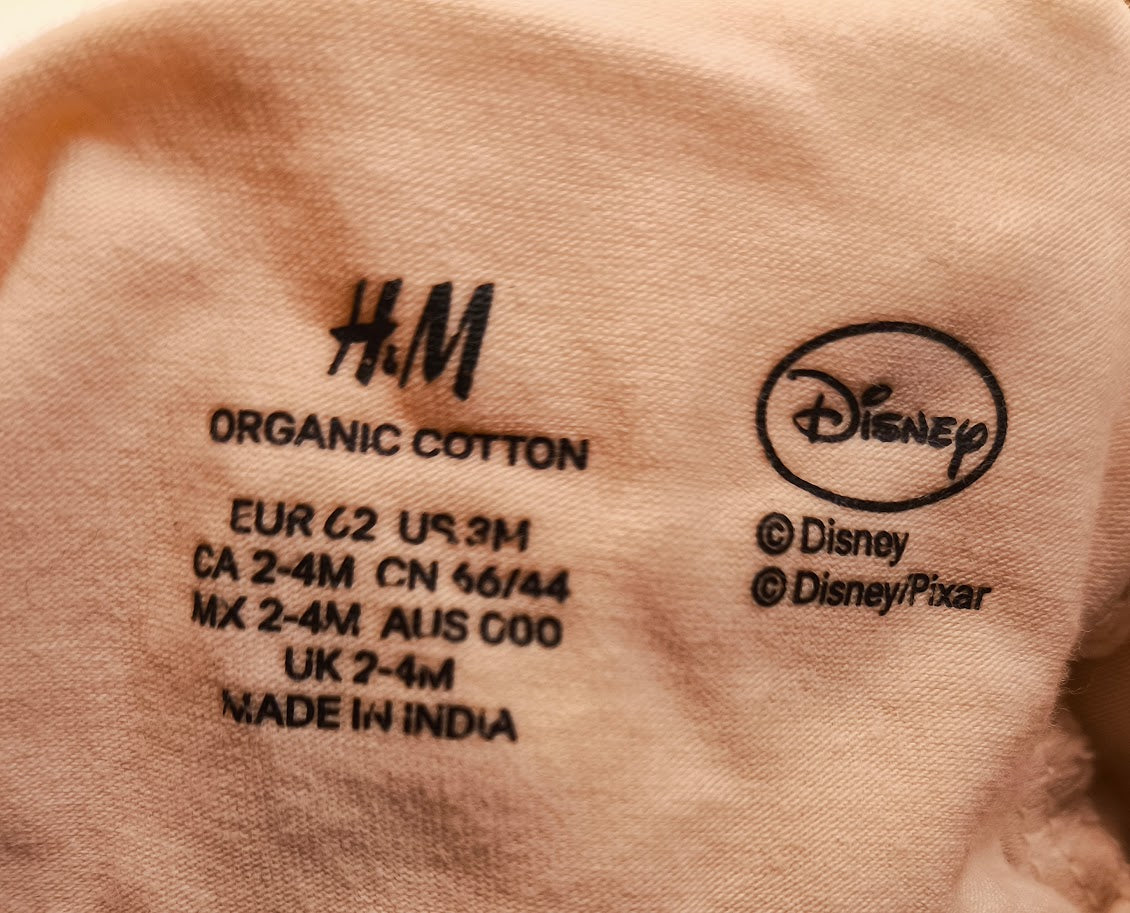 H&M
ORGANIC COTTON
EUR 62 US 3M
CA 2-4M CN 66/44
MX 2-4M AUS 000
UK 2-4M
MADE IN INDIA
Disney
© Disney
© Disney/Pixar